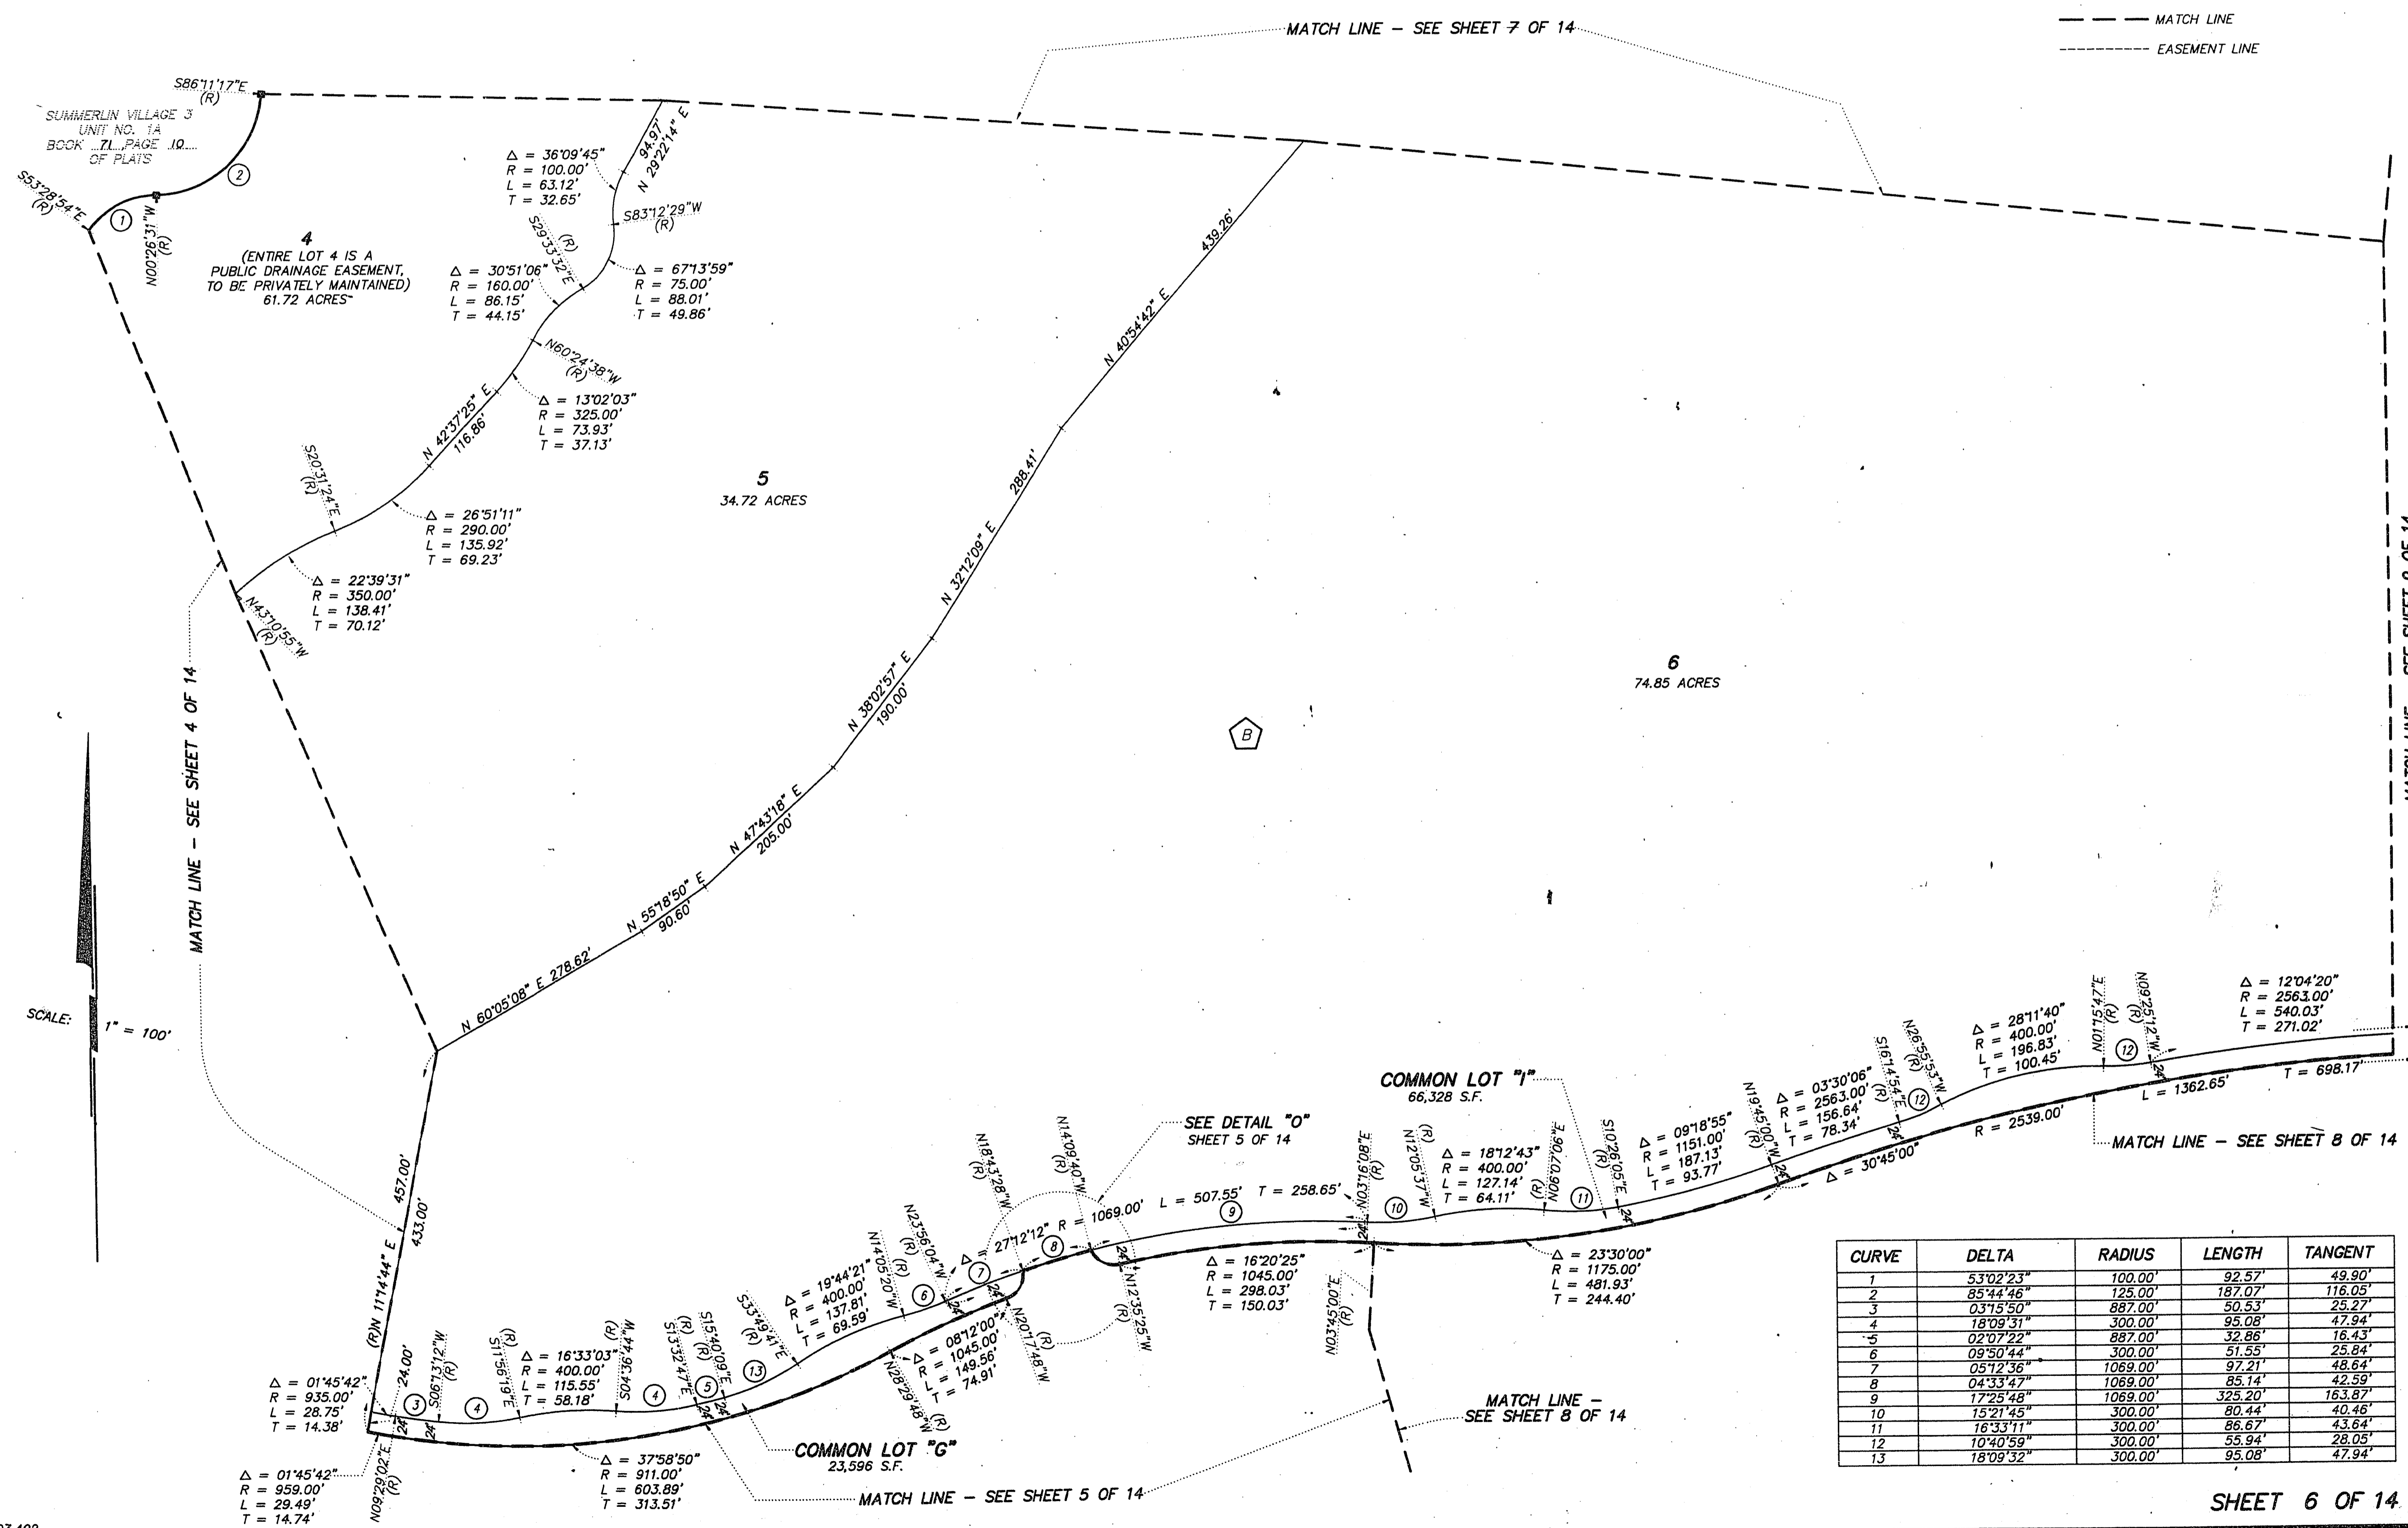 MATCH LINE
EASEMENT LINE
MATCH LINE – SEE SHEET 7 OF 14
S86°11'17"E
(R)
SUMMERLIN VILLAGE 3
UNIT NO. 1A
BOOK 71, PAGE 10
OF PLATS
2
S53°28'54"E
(R)
1
N00°26'31"W
(R)
4
(ENTIRE LOT 4 IS A
PUBLIC DRAINAGE EASEMENT,
TO BE PRIVATELY MAINTAINED)
61.72 ACRES
94.97'
N 29°22'14" E
Δ = 36°09'45"
R = 100.00'
L = 63.12'
T = 32.65'
S83°12'29"W
(R)
S29°33'32"E
(R)
Δ = 67°13'59"
R = 75.00'
L = 88.01'
T = 49.86'
Δ = 30°51'06"
R = 160.00'
L = 86.15'
T = 44.15'
N60°24'38"W
(R)
Δ = 13°02'03"
R = 325.00'
L = 73.93'
T = 37.13'
N 42°37'25" E
116.86'
S20°31'24"E
(R)
Δ = 26°51'11"
R = 290.00'
L = 135.92'
T = 69.23'
Δ = 22°39'31"
R = 350.00'
L = 138.41'
T = 70.12'
N43°10'55"W
(R)
5
34.72 ACRES
439.26'
N 40°54'42" E
288.41'
N 32°12'09" E
N 38°02'57" E
190.00'
N 47°43'18" E
205.00'
N 55°18'50" E
90.60'
N 60°05'08" E 278.62'
6
74.85 ACRES
B
MATCH LINE – SEE SHEET 4 OF 14
SCALE:
1" = 100'
457.00'
433.00'
(R)N 11°14'44" E
24.00'
Δ = 01°45'42"
R = 935.00'
L = 28.75'
T = 14.38'
Δ = 01°45'42"
R = 959.00'
L = 29.49'
T = 14.74'
N09°29'02"E
(R)
24'
3
24'
S06°13'12"W
(R)
4
S11°56'19"E
(R)
Δ = 16°33'03"
R = 400.00'
L = 115.55'
T = 58.18'
S04°36'44"W
(R)
4
S13°32'47"E
(R)
24'
5
S15°40'09"E
(R)
24'
13
S33°49'41"E
(R)
Δ = 19°44'21"
R = 400.00'
L = 137.81'
T = 69.59'
Δ = 37°58'50"
R = 911.00'
L = 603.89'
T = 313.51'
COMMON LOT "G"
23,596 S.F.
MATCH LINE – SEE SHEET 5 OF 14
N14°05'20"W
(R)
6
N23°56'04"W
(R)
24'
7
24'
Δ = 08°12'00"
R = 1045.00'
L = 149.56'
T = 74.91'
N28°29'48"W
(R)
N20°17'48"W
(R)
N18°43'28"W
(R)
8
N14°09'40"W
(R)
24'
N12°35'25"W
(R)
SEE DETAIL "O"
SHEET 5 OF 14
Δ = 27°12'12" R = 1069.00' L = 507.55' T = 258.65'
9
Δ = 16°20'25"
R = 1045.00'
L = 298.03'
T = 150.03'
N03°16'08"E
(R)
24'
N03°45'00"E
(R)
10
N12°05'37"W
(R)
Δ = 18°12'43"
R = 400.00'
L = 127.14'
T = 64.11'
N06°07'06"E
(R)
11
COMMON LOT "I"
66,328 S.F.
S10°26'05"E
(R)
24'
Δ = 23°30'00"
R = 1175.00'
L = 481.93'
T = 244.40'
MATCH LINE –
SEE SHEET 8 OF 14
Δ = 09°18'55"
R = 1151.00'
L = 187.13'
T = 93.77'
N19°45'00"W
(R)
24'
Δ = 03°30'06"
R = 2563.00'
L = 156.64'
T = 78.34'
S16°14'54"E
(R)
24'
12
N26°55'53"W
(R)
Δ = 28°11'40"
R = 400.00'
L = 196.83'
T = 100.45'
N01°15'47"E
(R)
12
N09°25'12"W
(R)
24'
Δ = 12°04'20"
R = 2563.00'
L = 540.03'
T = 271.02'
Δ = 30°45'00"
R = 2539.00'
L = 1362.65'
T = 698.17'
MATCH LINE – SEE SHEET 8 OF 14
CURVE DELTA RADIUS LENGTH TANGENT
1 53°02'23" 100.00' 92.57' 49.90'
2 85°44'46" 125.00' 187.07' 116.05'
3 03°15'50" 887.00' 50.53' 25.27'
4 18°09'31" 300.00' 95.08' 47.94'
5 02°07'22" 887.00' 32.86' 16.43'
6 09°50'44" 300.00' 51.55' 25.84'
7 05°12'36" 1069.00' 97.21' 48.64'
8 04°33'47" 1069.00' 85.14' 42.59'
9 17°25'48" 1069.00' 325.20' 163.87'
10 15°21'45" 300.00' 80.44' 40.46'
11 16°33'11" 300.00' 86.67' 43.64'
12 10°40'59" 300.00' 55.94' 28.05'
13 18°09'32" 300.00' 95.08' 47.94'
SHEET 6 OF 14